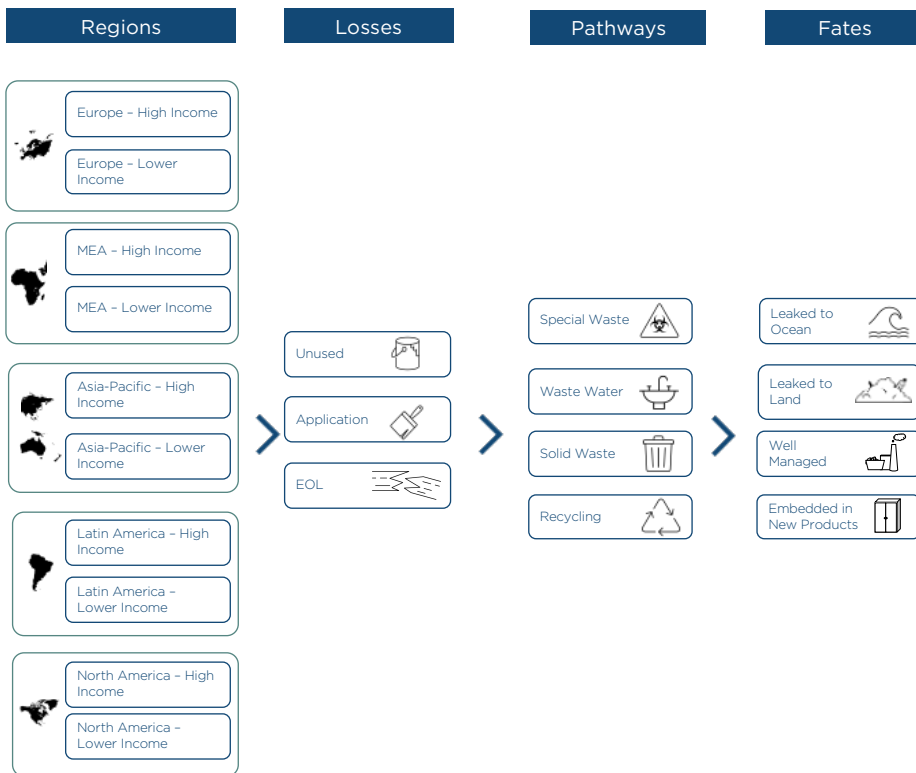 Regions
Losses
Pathways
Fates
Europe – High Income
Europe – Lower
Income
MEA – High Income
MEA – Lower Income
Asia-Pacific – High
Income
Asia-Pacific – Lower
Income
Latin America – High
Income
Latin America –
Lower Income
North America – High
Income
North America –
Lower Income
Unused
Application
EOL
Special Waste
Waste Water
Solid Waste
Recycling
Leaked to
Ocean
Leaked to
Land
Well
Managed
Embedded in
New Products